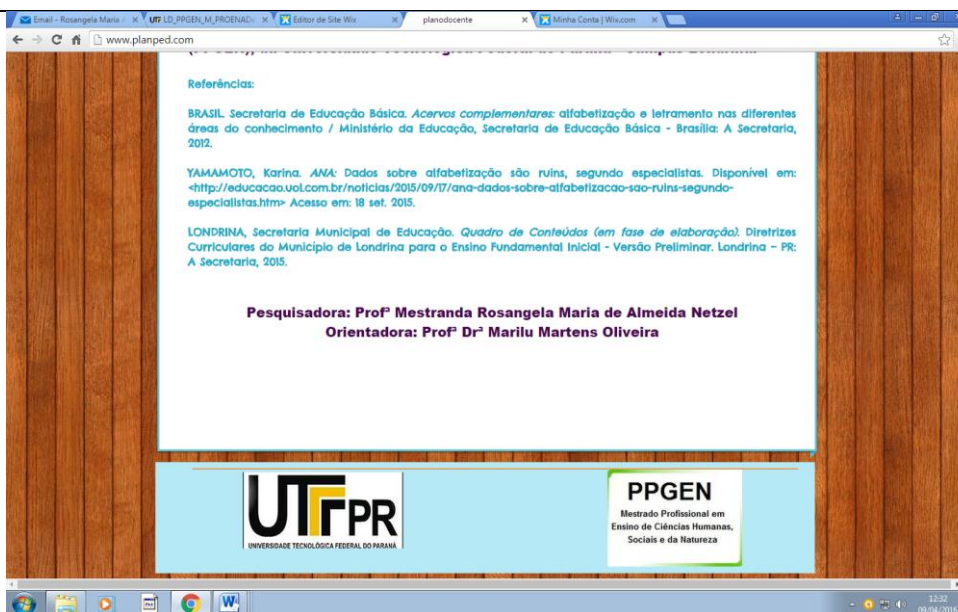 Email - Rosangela Maria
LD_PPGEN_M_PROENAD
Editor de Site Wix
planodocente
Minha Conta | Wix.com
www.planped.com
Referências:
BRASIL. Secretaria de Educação Básica. Acervos complementares: alfabetização e letramento nas diferentes
áreas do conhecimento / Ministério da Educação, Secretaria de Educação Básica - Brasília: A Secretaria,
2012.
YAMAMOTO, Karina. ANA: Dados sobre alfabetização são ruins, segundo especialistas. Disponível em:
<http://educacao.uol.com.br/noticias/2015/09/17/ana-dados-sobre-alfabetizacao-sao-ruins-segundo-
especialistas.htm> Acesso em: 18 set. 2015.
LONDRINA, Secretaria Municipal de Educação. Quadro de Conteúdos (em fase de elaboração). Diretrizes
Curriculares do Município de Londrina para o Ensino Fundamental Inicial - Versão Preliminar. Londrina – PR:
A Secretaria, 2015.
Pesquisadora: Profª Mestranda Rosangela Maria de Almeida Netzel
Orientadora: Profª Drª Marilu Martens Oliveira
UTFPR
UNIVERSIDADE TECNOLÓGICA FEDERAL DO PARANÁ
PPGEN
Mestrado Profissional em
Ensino de Ciências Humanas,
Sociais e da Natureza
12:32
09/04/2016